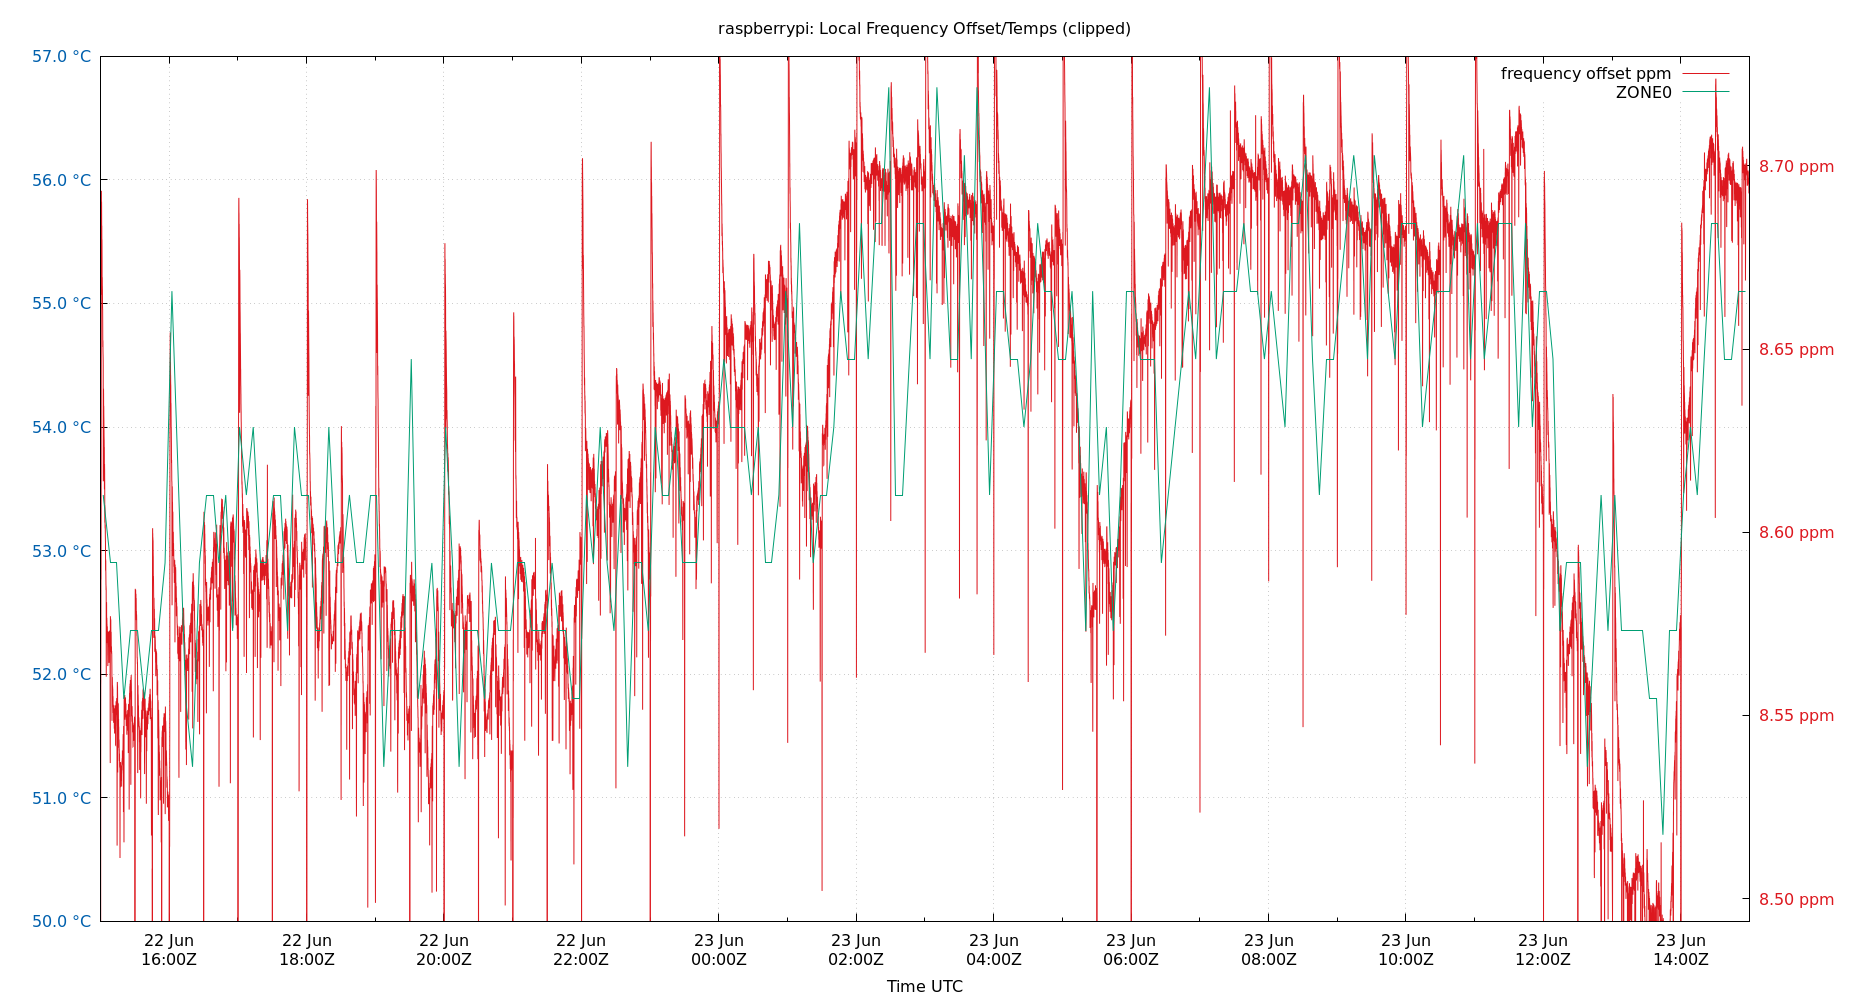 raspberrypi: Local Frequency Offset/Temps (clipped)
57.0 °C
56.0 °C
55.0 °C
54.0 °C
53.0 °C
52.0 °C
51.0 °C
50.0 °C
frequency offset ppm
ZONE0
8.70 ppm
8.65 ppm
8.60 ppm
8.55 ppm
8.50 ppm
22 Jun 22 Jun 22 Jun 22 Jun 23 Jun 23 Jun 23 Jun 23 Jun 23 Jun 23 Jun 23 Jun 23 Jun
16:00Z 18:00Z 20:00Z 22:00Z 00:00Z 02:00Z 04:00Z 06:00Z 08:00Z 10:00Z 12:00Z 14:00Z
Time UTC